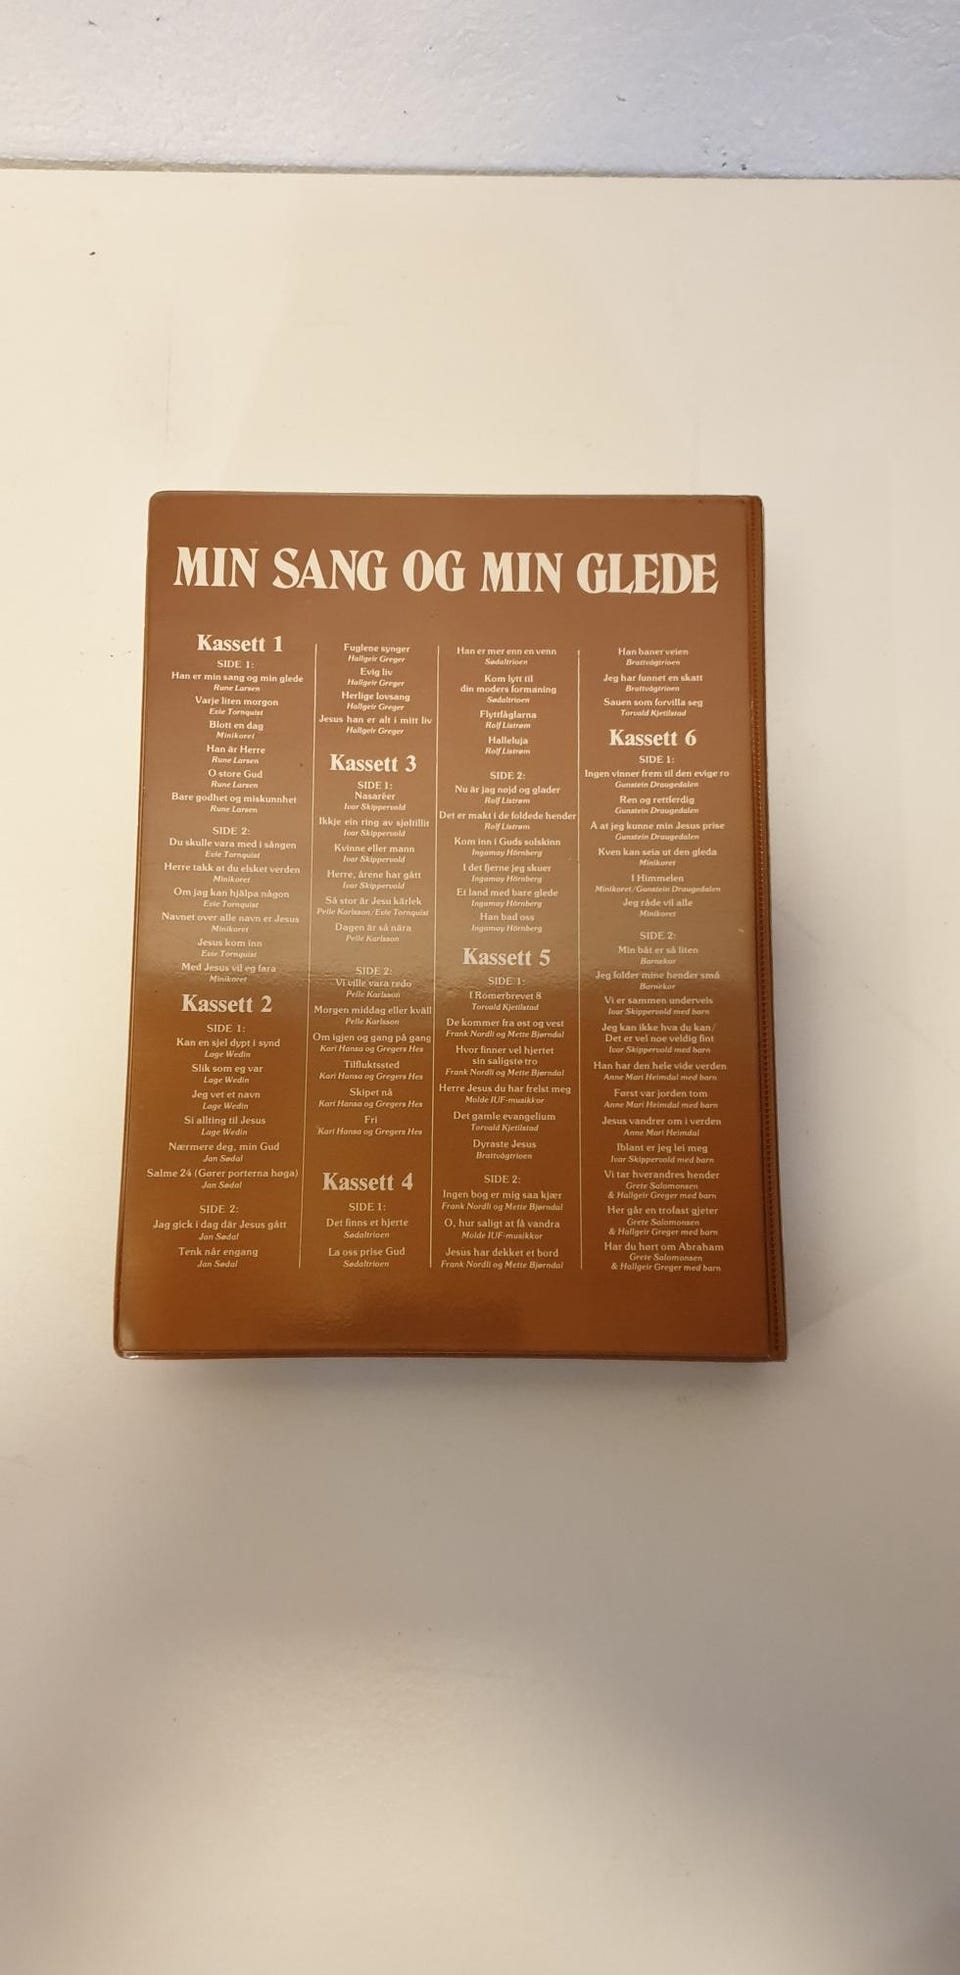 MIN SANG OG MIN GLEDE
Kassett 1
SIDE 1:
Han er min sang og min glede
Rune Larsen
Varje liten morgon
Evie Tornquist
Blott en dag
Minikoret
Han är Herre
Rune Larsen
O store Gud
Rune Larsen
Bare godhet og miskunnhet
Rune Larsen
SIDE 2:
Du skulle vara med i sången
Evie Tornquist
Herre takk at du elsket verden
Minikoret
Om jag kan hjälpa någon
Evie Tornquist
Navnet over alle navn er Jesus
Minikoret
Jesus kom inn
Evie Tornquist
Med Jesus vil eg fara
Minikoret
Kassett 2
SIDE 1:
Kan en sjel dypt i synd
Lage Wedin
Slik som eg var
Lage Wedin
Jeg vet et navn
Lage Wedin
Si allting til Jesus
Lage Wedin
Nærmere deg, min Gud
Jan Sødal
Salme 24 (Gører porterna høga)
Jan Sødal
SIDE 2:
Jag gick i dag där Jesus gått
Jan Sødal
Tenk når engang
Jan Sødal
Fuglene synger
Hallgeir Greger
Evig liv
Hallgeir Greger
Herlige lovsang
Hallgeir Greger
Jesus han er alt i mitt liv
Hallgeir Greger
Kassett 3
SIDE 1:
Nasarèer
Ivar Skippervold
Ikkje ein ring av sjøltillit
Ivar Skippervold
Kvinne eller mann
Ivar Skippervold
Herre, årene har gått
Ivar Skippervold
Så stor är Jesu kärlek
Pelle Karlsson/Evie Tornquist
Dagen är så nära
Pelle Karlsson
SIDE 2:
Vi ville vara redo
Pelle Karlsson
Morgen middag eller kväll
Pelle Karlsson
Om igjen og gang på gang
Kari Hansa og Gregers Hes
Tilfluktssted
Kari Hansa og Gregers Hes
Skipet nå
Kari Hansa og Gregers Hes
Fri
Kari Hansa og Gregers Hes
Kassett 4
SIDE 1:
Det finns et hjerte
Sødaltrioen
La oss prise Gud
Sødaltrioen
Han er mer enn en venn
Sødaltrioen
Kom lytt til
din moders formaning
Sødaltrioen
Flyttfåglarna
Rolf Listrøm
Halleluja
Rolf Listrøm
SIDE 2:
Nu är jag nøjd og glader
Rolf Listrøm
Det er makt i de foldede hender
Rolf Listrøm
Kom inn i Guds solskinn
Ingamay Hörnberg
I det fjerne jeg skuer
Ingamay Hörnberg
Et land med bare glede
Ingamay Hörnberg
Han bad oss
Ingamay Hörnberg
Kassett 5
SIDE 1:
I Romerbrevet 8
Torvald Kjetilstad
De kommer fra øst og vest
Frank Nordli og Mette Bjørndal
Hvor finner vel hjertet
sin saligste tro
Frank Nordli og Mette Bjørndal
Herre Jesus du har frelst meg
Molde IUF-musikkor
Det gamle evangelium
Torvald Kjetilstad
Dyraste Jesus
Brattvågtrioen
SIDE 2:
Ingen bog er mig saa kjær
Frank Nordli og Mette Bjørndal
O, hur saligt at få vandra
Molde IUF-musikkor
Jesus har dekket et bord
Frank Nordli og Mette Bjørndal
Han baner veien
Brattvågtrioen
Jeg har funnet en skatt
Brattvågtrioen
Sauen som forvilla seg
Torvald Kjetilstad
Kassett 6
SIDE 1:
Ingen vinner frem til den evige ro
Gunstein Draugedalen
Ren og rettferdig
Gunstein Draugedalen
Å at jeg kunne min Jesus prise
Gunstein Draugedalen
Kven kan seia ut den gleda
Minikoret
I Himmelen
Minikoret/Gunstein Draugedalen
Jeg råde vil alle
Minikoret
SIDE 2:
Min båt er så liten
Barnekor
Jeg folder mine hender små
Barnekor
Vi er sammen underveis
Ivar Skippervold med barn
Jeg kan ikke hva du kan/
Det er vel noe veldig fint
Ivar Skippervold med barn
Han har den hele vide verden
Anne Mari Heimdal med barn
Først var jorden tom
Anne Mari Heimdal med barn
Jesus vandrer om i verden
Anne Mari Heimdal
Iblant er jeg lei meg
Ivar Skippervold med barn
Vi tar hverandres hender
Grete Salomonsen
& Hallgeir Greger med barn
Her går en trofast gjeter
Grete Salomonsen
& Hallgeir Greger med barn
Har du hørt om Abraham
Grete Salomonsen
& Hallgeir Greger med barn